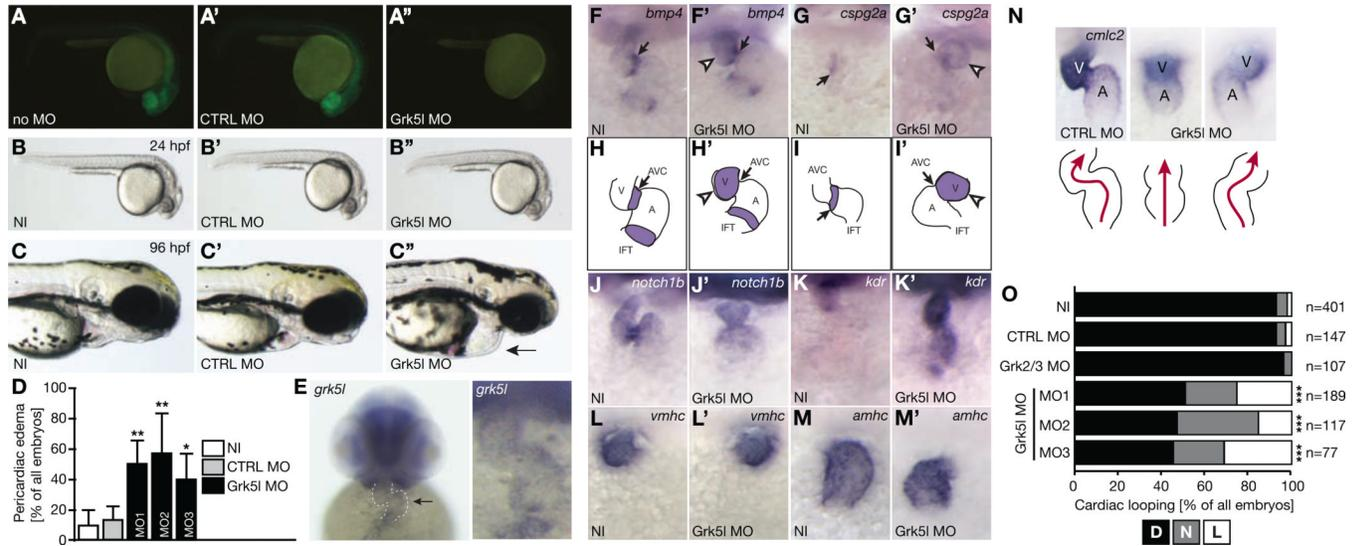 A
no MO
A'
CTRL MO
A"
Grk5l MO
B
24 hpf
NI
B'
CTRL MO
B"
Grk5l MO
C
96 hpf
NI
C'
CTRL MO
C"
Grk5l MO
D
Pericardiac edema
[% of all embryos]
100
80
60
40
20
0
**
**
*
MO1
MO2
MO3
NI
CTRL MO
Grk5l MO
E
grk5l
grk5l
F
bmp4
NI
F'
bmp4
Grk5l MO
G
cspg2a
NI
G'
cspg2a
Grk5l MO
H
AVC
V
A
IFT
H'
AVC
V
A
IFT
I
AVC
A
IFT
I'
AVC
V
A
IFT
J
notch1b
NI
J'
notch1b
Grk5l MO
K
kdr
NI
K'
kdr
Grk5l MO
L
vmhc
NI
L'
vmhc
Grk5l MO
M
amhc
NI
M'
amhc
Grk5l MO
N
cmlc2
V
A
V
A
V
A
CTRL MO
Grk5l MO
O
NI
n=401
CTRL MO
n=147
Grk2/3 MO
n=107
Grk5l MO
MO1
*** n=189
MO2
*** n=117
MO3
*** n=77
0 20 40 60 80 100
Cardiac looping [% of all embryos]
D N L